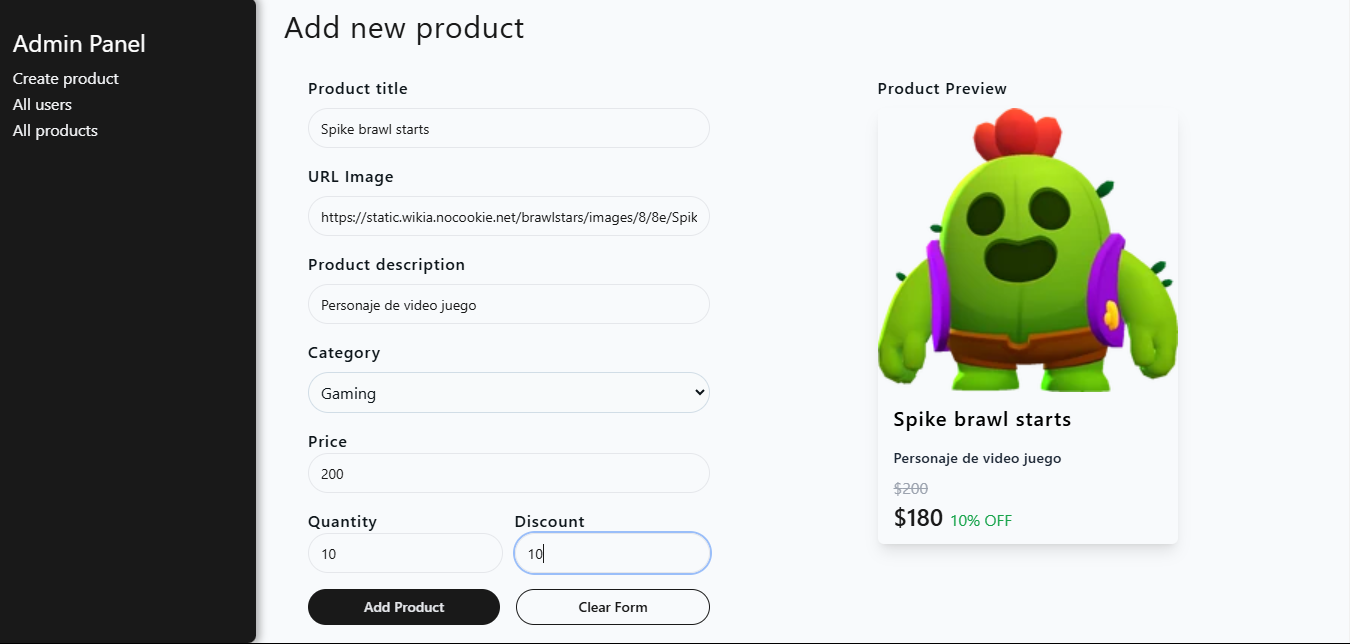 Admin Panel
Create product
All users
All products
Add new product
Product title
Spike brawl starts
URL Image
https://static.wikia.nocookie.net/brawlstars/images/8/8e/Spik
Product description
Personaje de video juego
Category
Gaming
Price
200
Quantity
10
Discount
10
Add Product
Clear Form
Product Preview
Spike brawl starts
Personaje de video juego
$200
$180 10% OFF